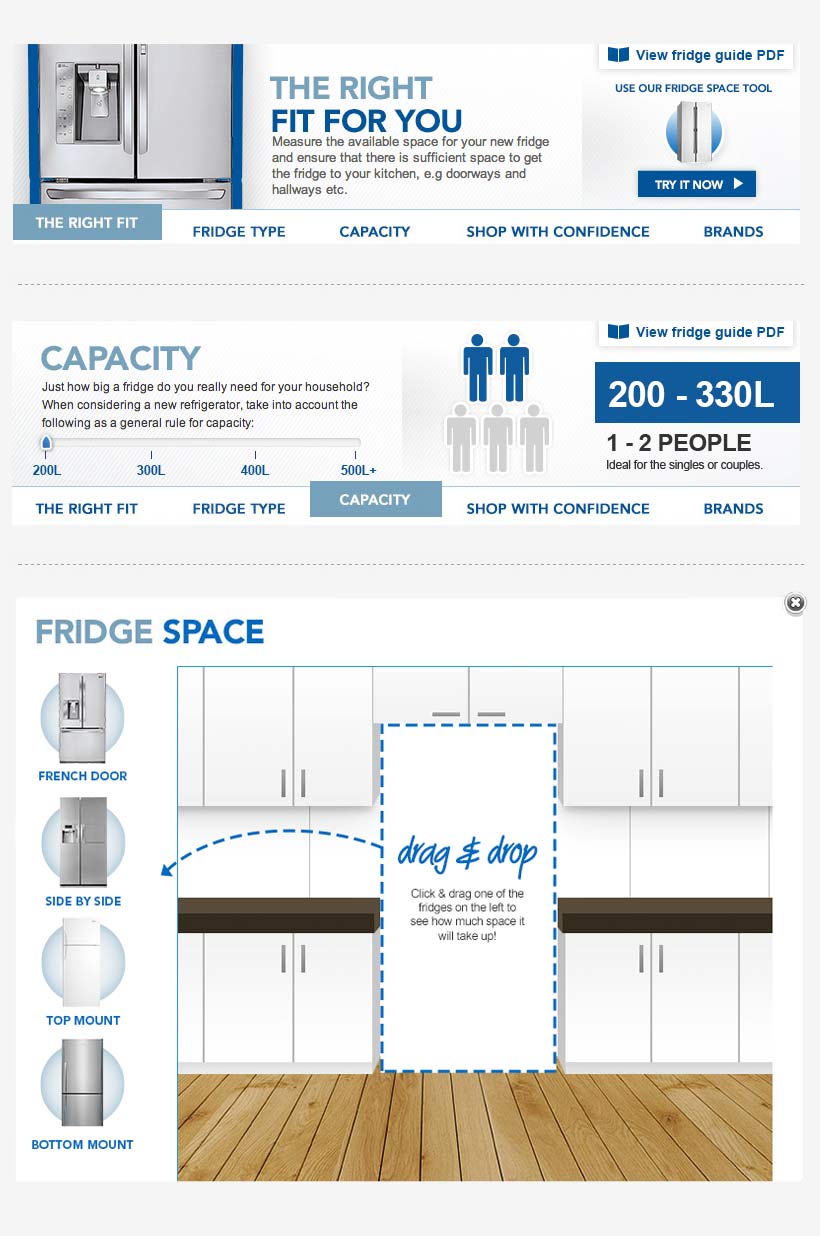 THE RIGHT
FIT FOR YOU
Measure the available space for your new fridge
and ensure that there is sufficient space to get
the fridge to your kitchen, e.g doorways and
hallways etc.
View fridge guide PDF
USE OUR FRIDGE SPACE TOOL
TRY IT NOW
THE RIGHT FIT
FRIDGE TYPE
CAPACITY
SHOP WITH CONFIDENCE
BRANDS
CAPACITY
Just how big a fridge do you really need for your household?
When considering a new refrigerator, take into account the
following as a general rule for capacity:
200L
300L
400L
500L+
View fridge guide PDF
200 - 330L
1 - 2 PEOPLE
Ideal for the singles or couples.
THE RIGHT FIT
FRIDGE TYPE
CAPACITY
SHOP WITH CONFIDENCE
BRANDS
FRIDGE SPACE
FRENCH DOOR
SIDE BY SIDE
TOP MOUNT
BOTTOM MOUNT
drag & drop
Click & drag one of the
fridges on the left to
see how much space it
will take up!